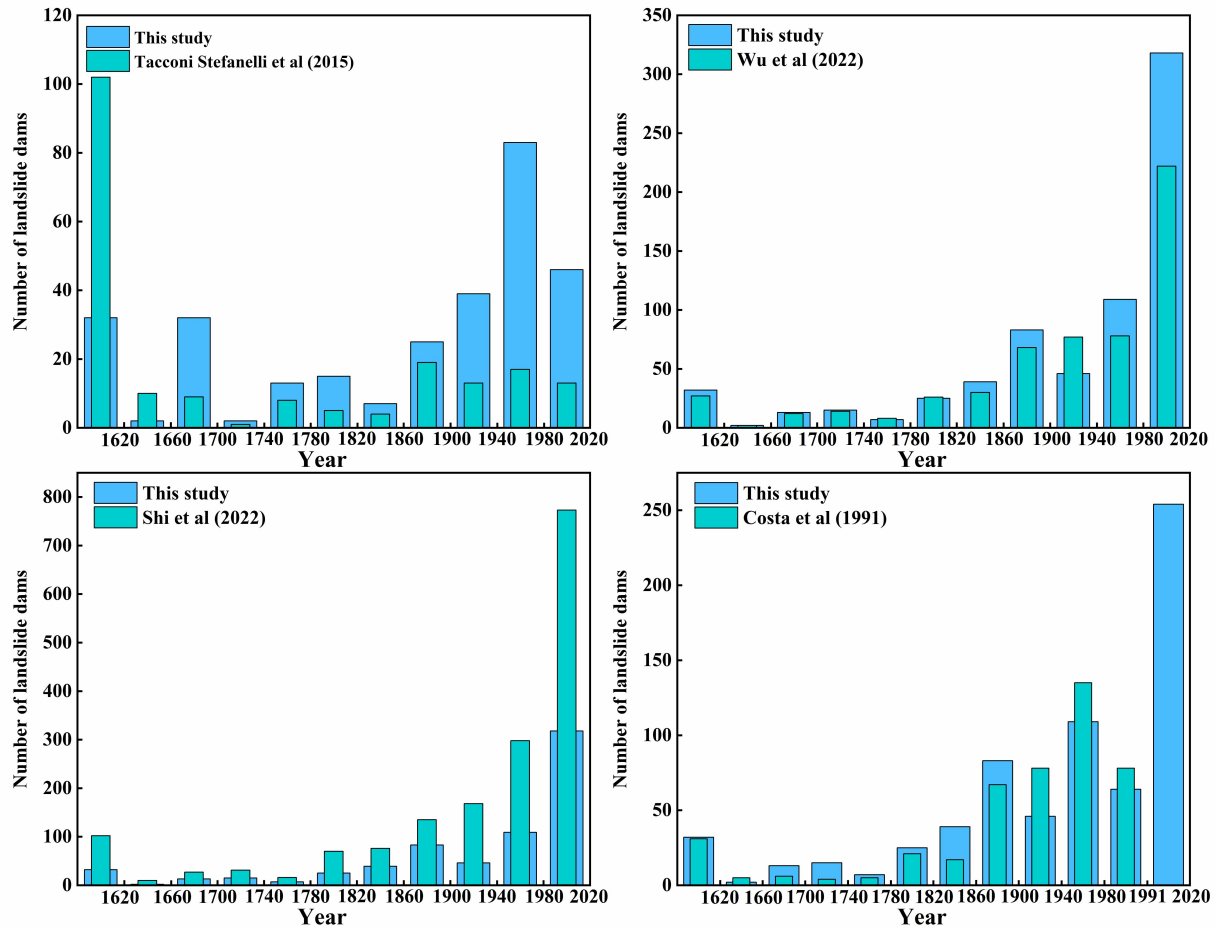 120
100
80
60
40
20
0
Number of landslide dams
This study
Tacconi Stefanelli et al (2015)
1620 1660 1700 1740 1780 1820 1860 1900 1940 1980 2020
Year
350
300
250
200
150
100
50
0
Number of landslide dams
This study
Wu et al (2022)
1620 1660 1700 1740 1780 1820 1860 1900 1940 1980 2020
Year
800
700
600
500
400
300
200
100
0
Number of landslide dams
This study
Shi et al (2022)
1620 1660 1700 1740 1780 1820 1860 1900 1940 1980 2020
Year
250
200
150
100
50
0
Number of landslide dams
This study
Costa et al (1991)
1620 1660 1700 1740 1780 1820 1860 1900 1940 1980 1991 2020
Year